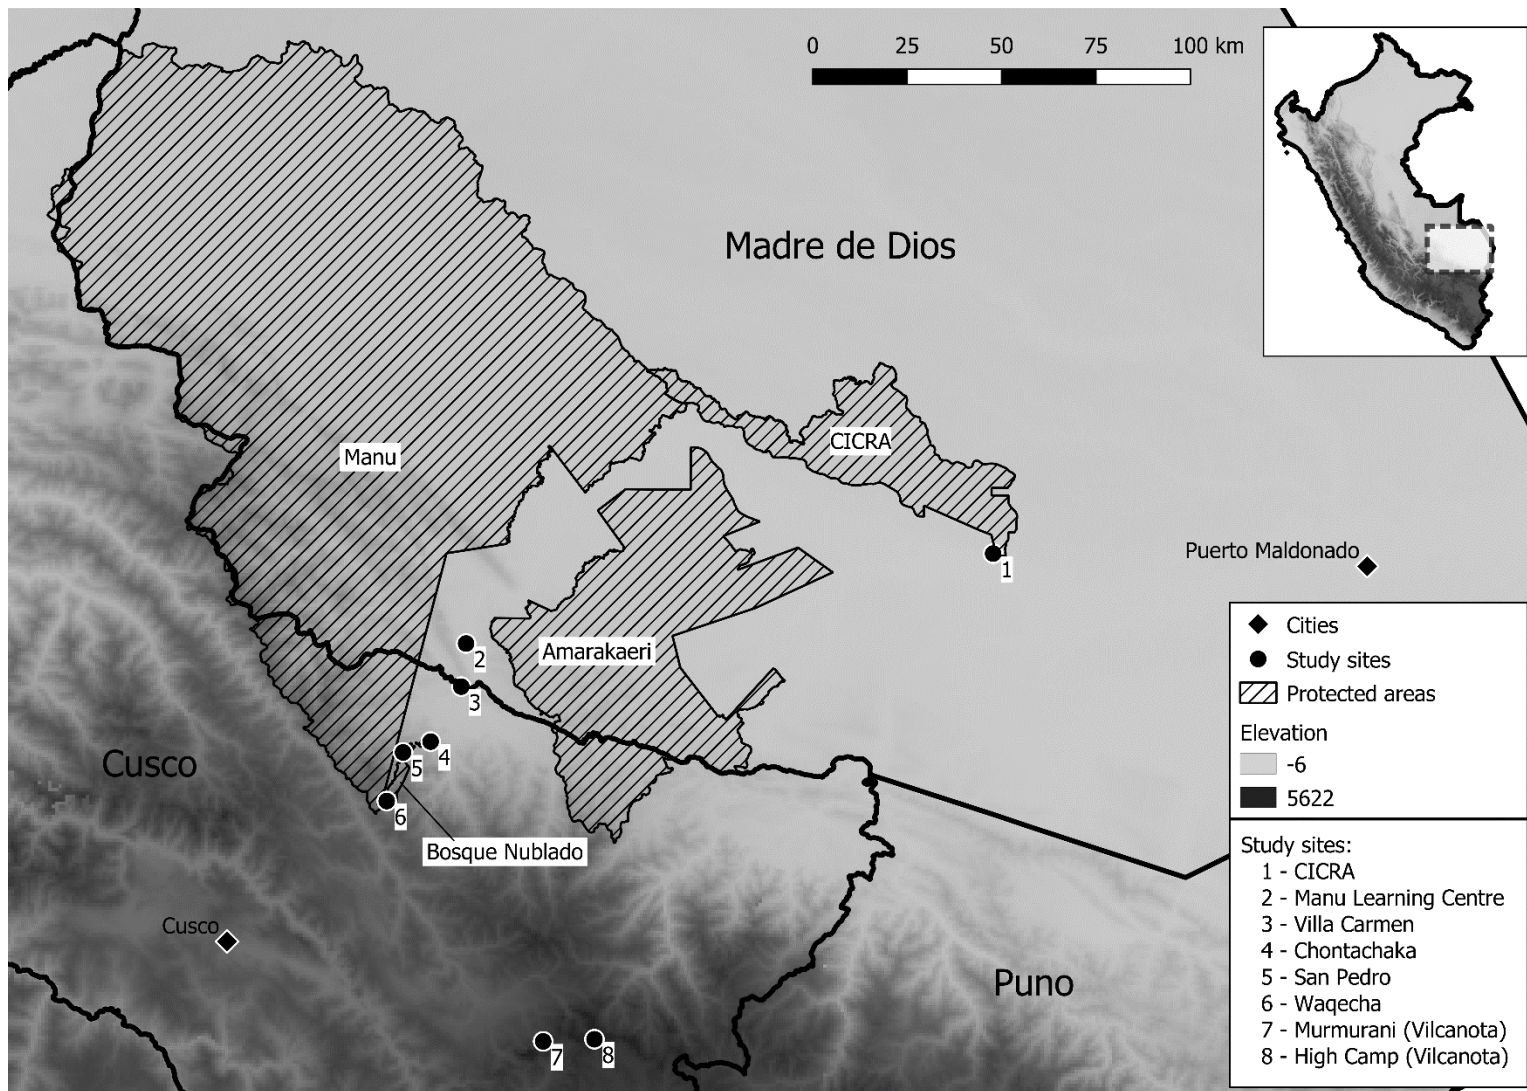 0 25 50 75 100 km
Madre de Dios
CICRA
Manu
1
Puerto Maldonado
2
Amarakaeri
3
4
5
6
Cusco
Bosque Nublado
Cusco
Puno
7
8
Cities
Study sites
Protected areas
Elevation
-6
5622
Study sites:
1 - CICRA
2 - Manu Learning Centre
3 - Villa Carmen
4 - Chontachaka
5 - San Pedro
6 - Waqecha
7 - Murmurani (Vilcanota)
8 - High Camp (Vilcanota)